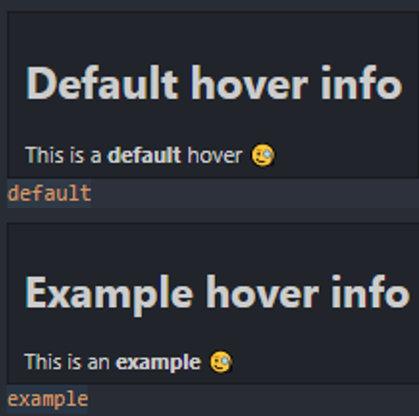 Default hover info
This is a default hover 🧐
default
Example hover info
This is an example 🧐
example